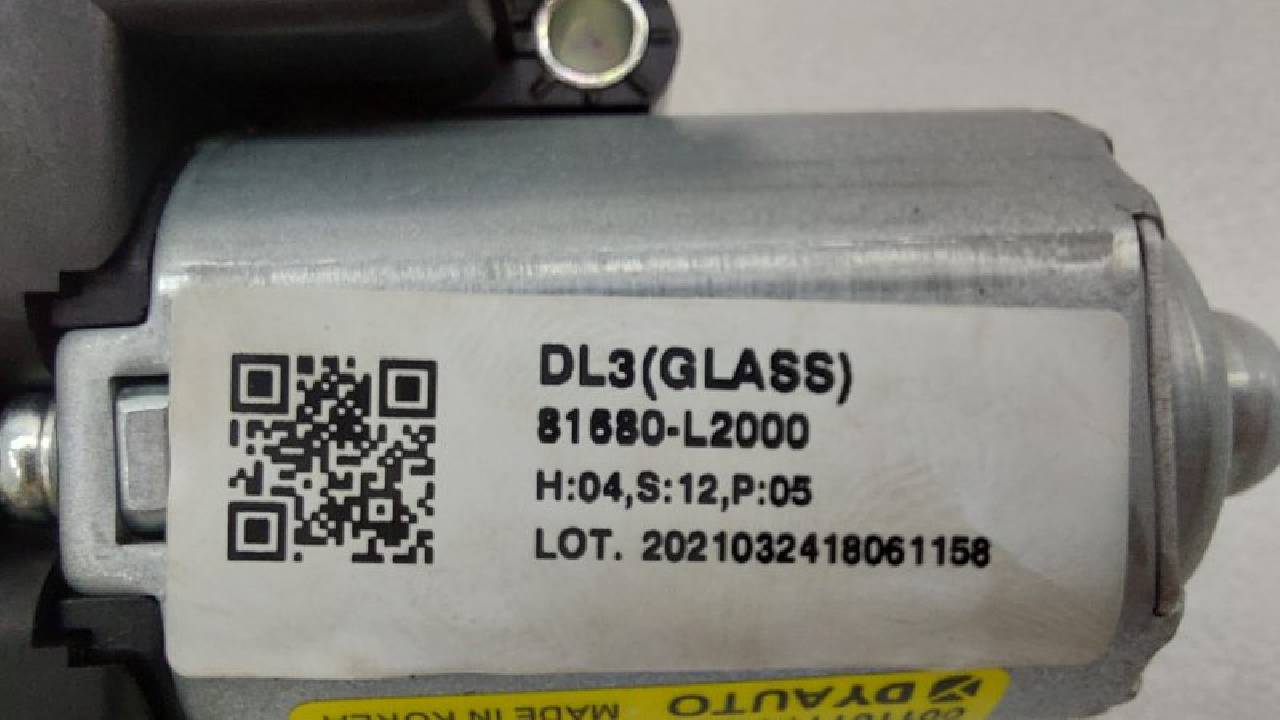 DL3(GLASS)
81680-L2000
H:04,S:12,P:05
LOT. 2021032418061158
DYAUTO
MADE IN KOREA